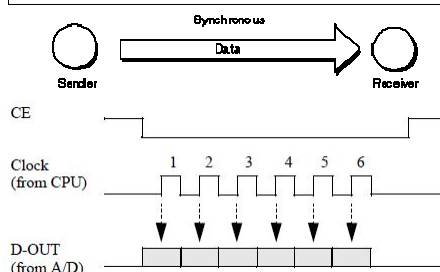 Synchronous
Data
Sender Receiver
CE
1 2 3 4 5 6
Clock
(from CPU)
D-OUT
(from A/D)